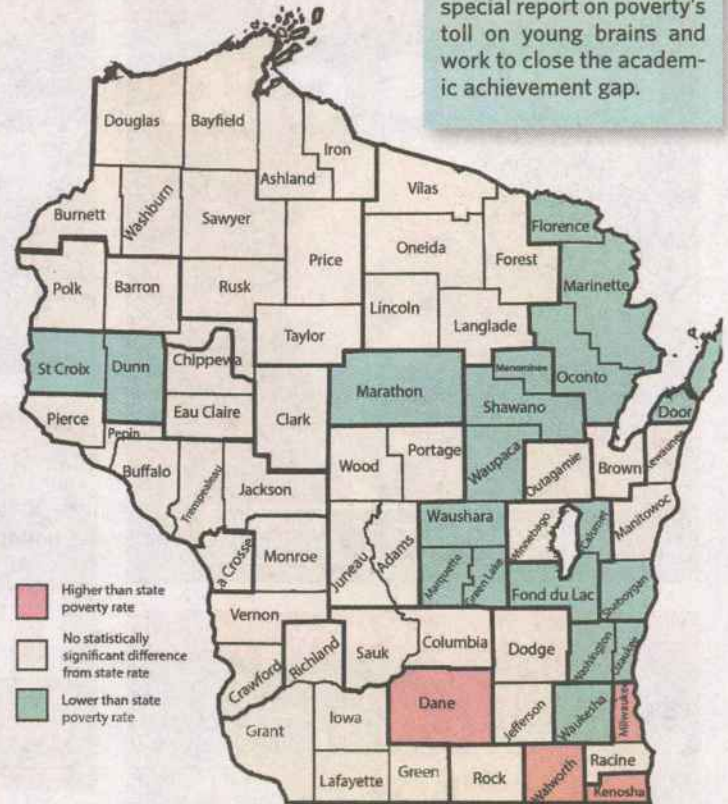 special report on poverty's
toll on young brains and
work to close the academ-
ic achievement gap.
Douglas
Bayfield
Iron
Ashland
Vilas
Burnett
Washburn
Sawyer
Florence
Oneida
Forest
Price
Polk
Barron
Rusk
Marinette
Lincoln
Langlade
Taylor
Chippewa
Menominee
St Croix
Dunn
Oconto
Marathon
Shawano
Door
Eau Claire
Pierce
Clark
Pepin
Portage
Waupaca
Wood
Outagamie
Brown
Kewaunee
Buffalo
Trempealeau
Jackson
Waushara
Winnebago
Calumet
Manitowoc
a Crosse
Monroe
Juneau
Adams
Marquette
Green Lake
Fond du Lac
Sheboygan
Higher than state
poverty rate
Vernon
No statistically
significant difference
from state rate
Columbia
Dodge
Washington
Ozaukee
Crawford
Richland
Sauk
Lower than state
poverty rate
Dane
Jefferson
Waukesha
Milwaukee
Grant
Iowa
Lafayette
Green
Rock
Walworth
Racine
Kenosha